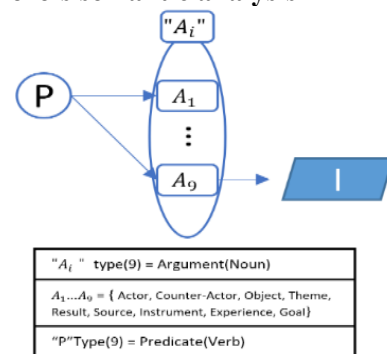 "Aᵢ"
P
A₁
⋮
A₉
I
"Aᵢ " type(9) = Argument(Noun)
A₁...A₉ = { Actor, Counter-Actor, Object, Theme,
Result, Source, Instrument, Experience, Goal}
"P"Type(9) = Predicate(Verb)